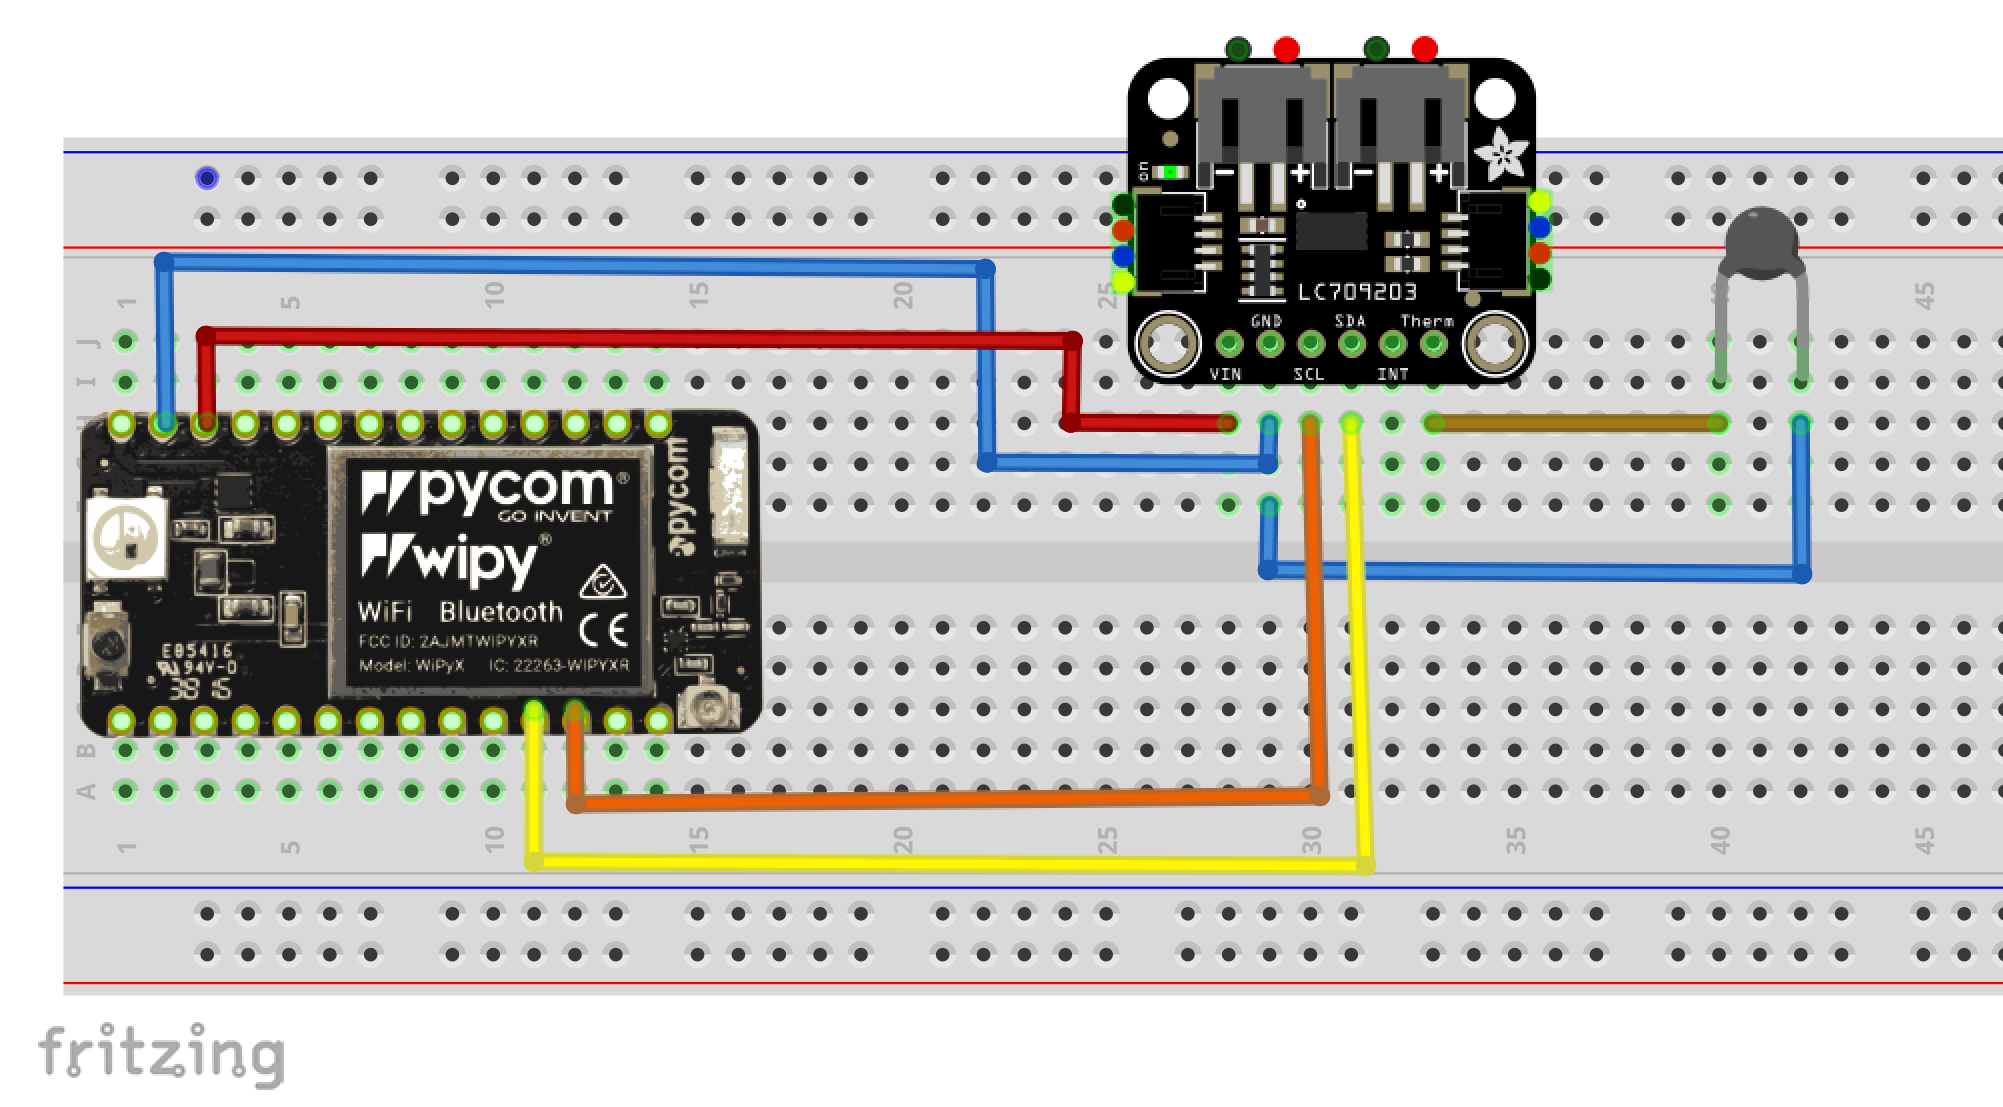 LC709203
GND SDA Therm
VIN SCL INT
- + - +
1 5 10 15 20 25 45
J
I
pycom®
GO INVENT
wipy®
WiFi Bluetooth
FCC ID: 2AJMTWIPYXR
Model: WiPyX IC: 22263-WIPYXR
CE
pycom
E85416
94V-0
38 15
B
A
1 5 10 15 20 25 30 35 40 45
fritzing